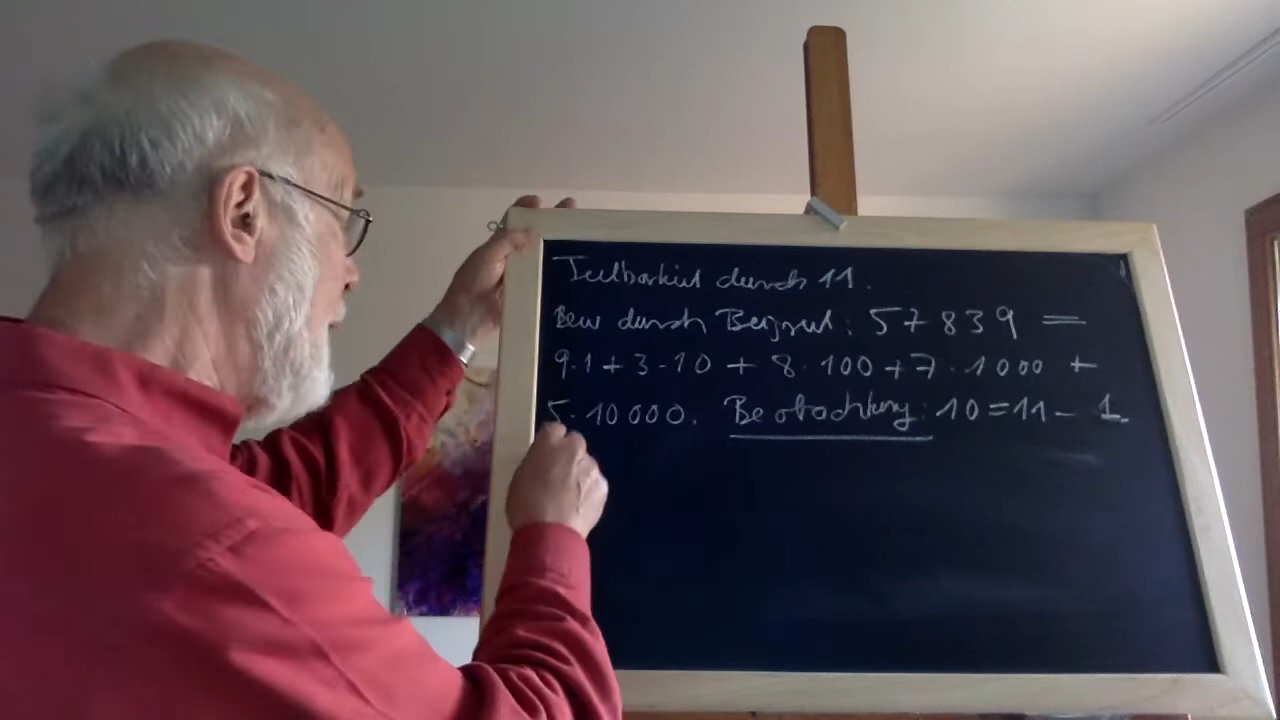 Teilbarkeit durch 11.
Bew durch Beispiel: 57839 =
9·1+3·10 + 8·100+7·1000 +
5·10000. Beobachtung: 10=11-1